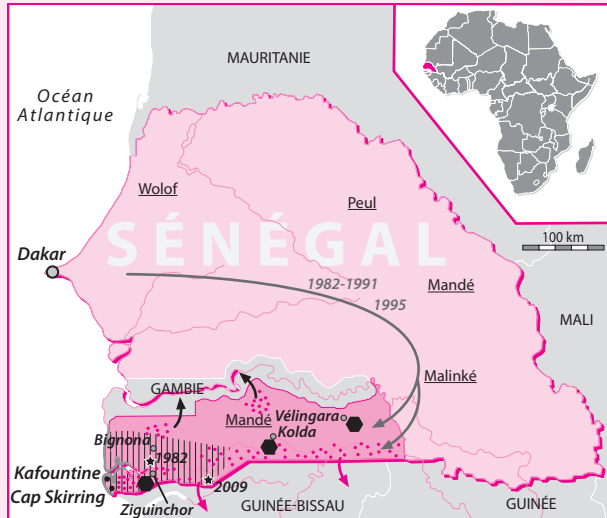 MAURITANIE
Océan
Atlantique
Wolof
Peul
SÉNÉGAL
Dakar
100 km
1982-1991
1995
Mandé
MALI
Malinké
GAMBIE
Mandé
Vélingara
Kolda
Bignona
1982
Kafountine
Cap Skirring
2009
Ziguinchor
GUINÉE-BISSAU
GUINÉE